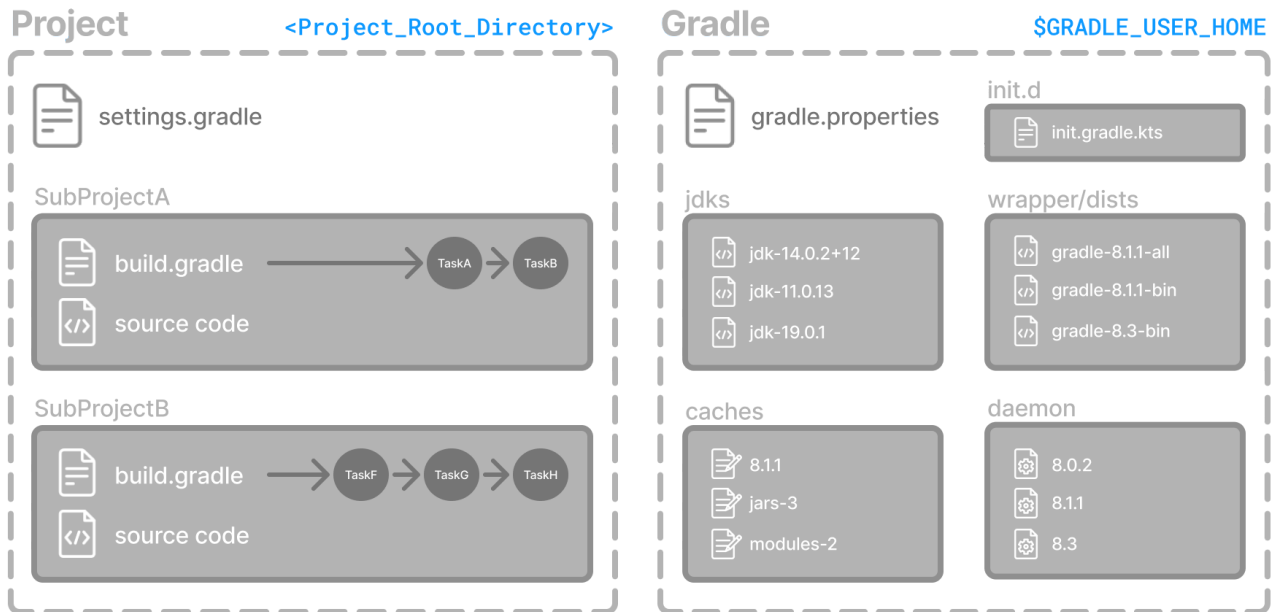 Project
<Project_Root_Directory>
settings.gradle
SubProjectA
build.gradle
TaskA
TaskB
source code
SubProjectB
build.gradle
TaskF
TaskG
TaskH
source code
Gradle
$GRADLE_USER_HOME
gradle.properties
init.d
init.gradle.kts
jdks
jdk-14.0.2+12
jdk-11.0.13
jdk-19.0.1
wrapper/dists
gradle-8.1.1-all
gradle-8.1.1-bin
gradle-8.3-bin
caches
8.1.1
jars-3
modules-2
daemon
8.0.2
8.1.1
8.3